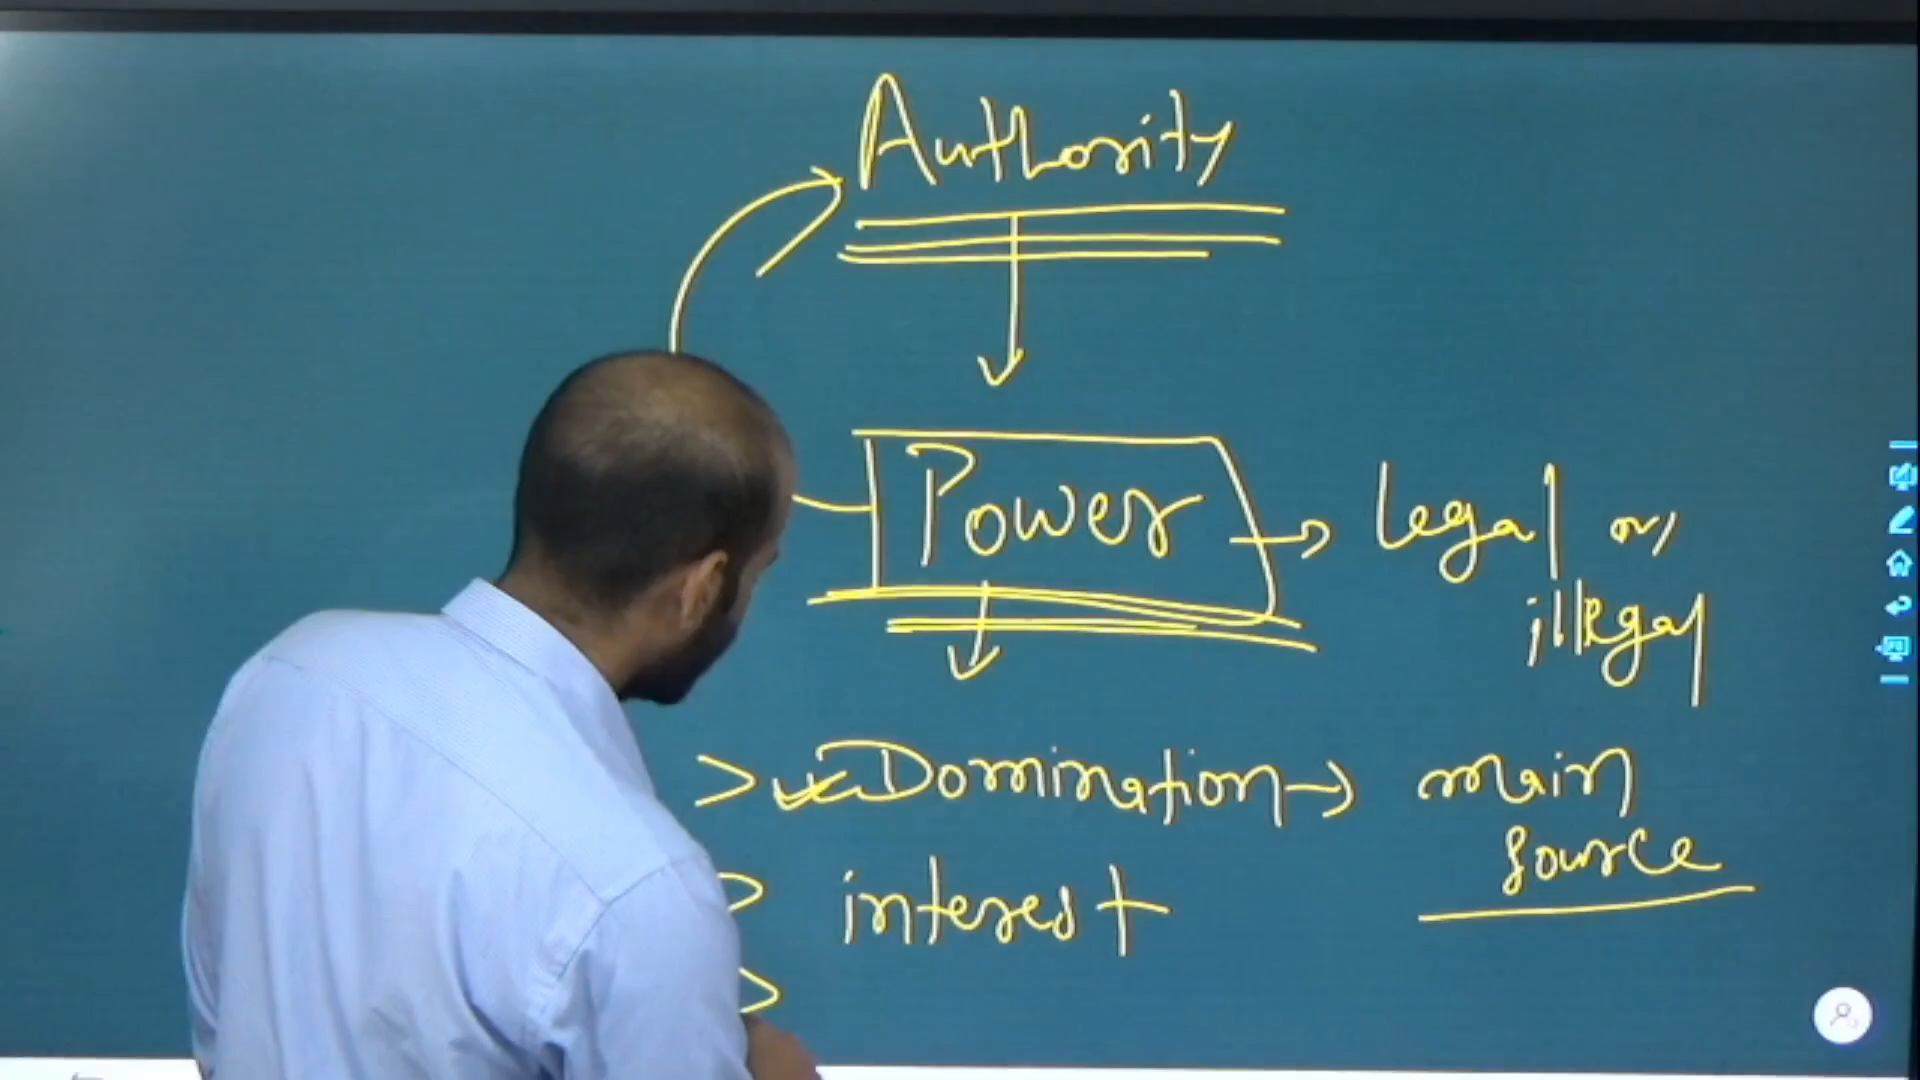 Authority
Power → legal or,
illegal
> ✓ Domination → main
source
> interest
>